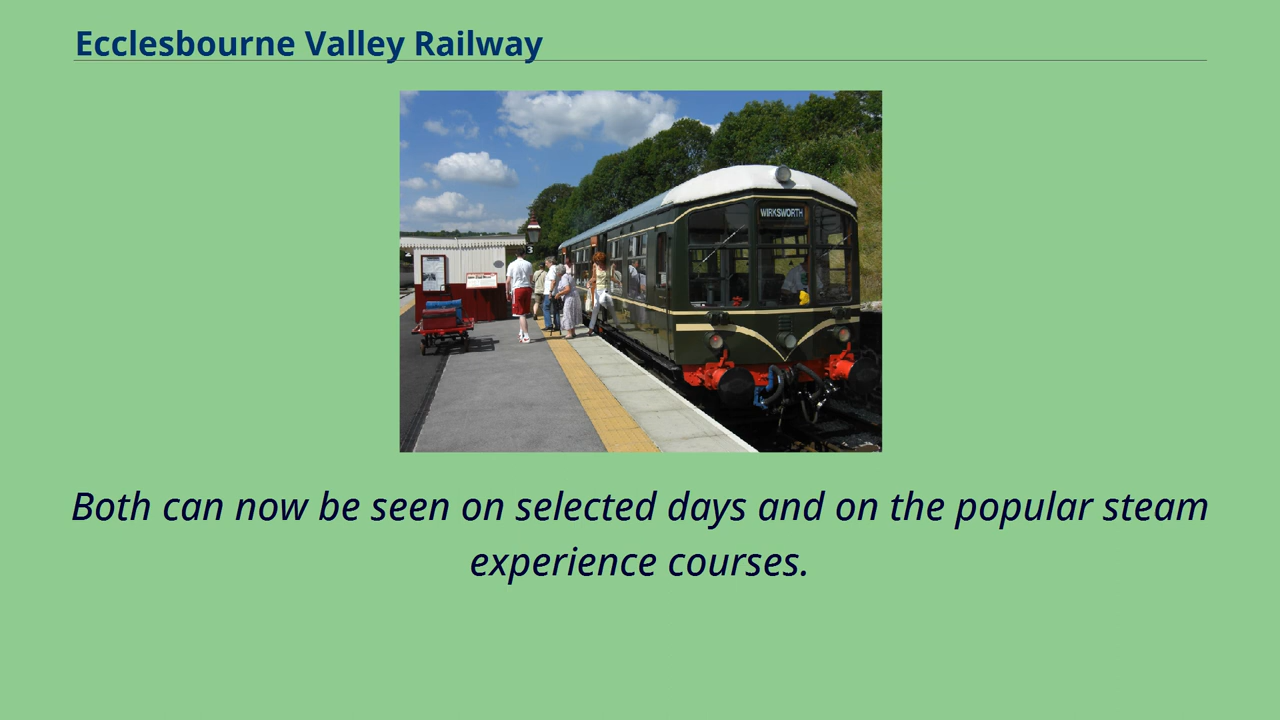 Ecclesbourne Valley Railway
WIRKSWORTH
3
Both can now be seen on selected days and on the popular steam
experience courses.